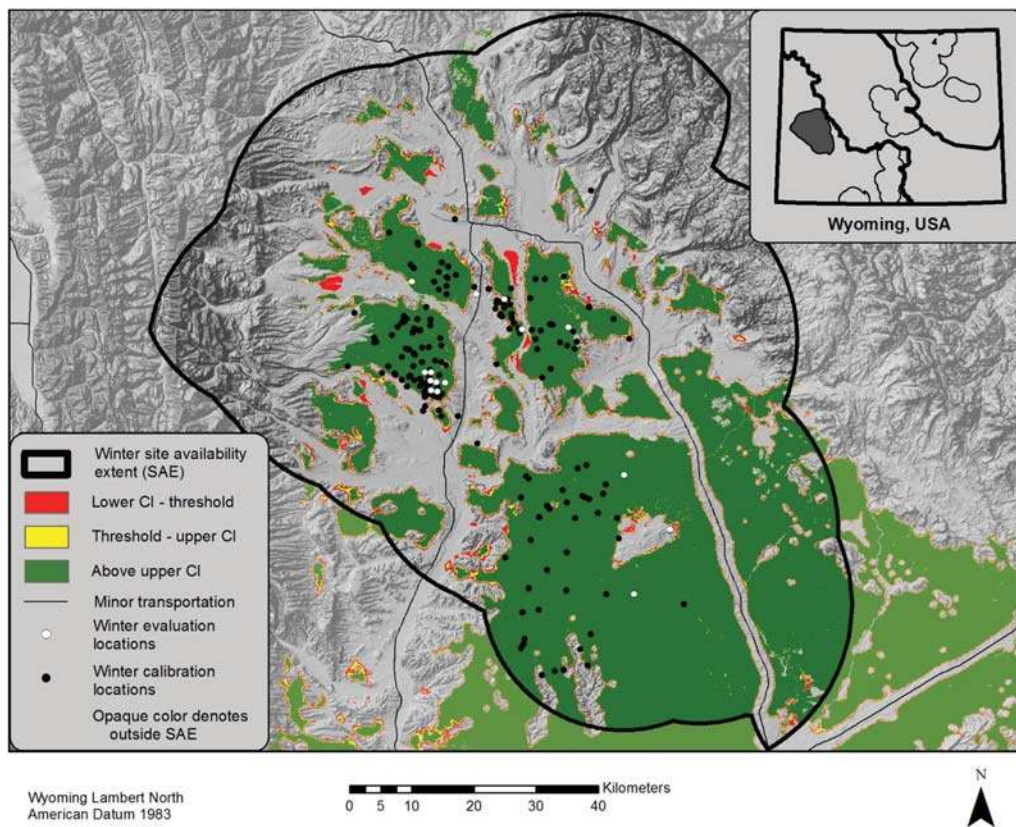 Wyoming, USA
Winter site availability
extent (SAE)
Lower CI - threshold
Threshold - upper CI
Above upper CI
Minor transportation
Winter evaluation
locations
Winter calibration
locations
Opaque color denotes
outside SAE
Wyoming Lambert North
American Datum 1983
Kilometers
0 5 10 20 30 40
N